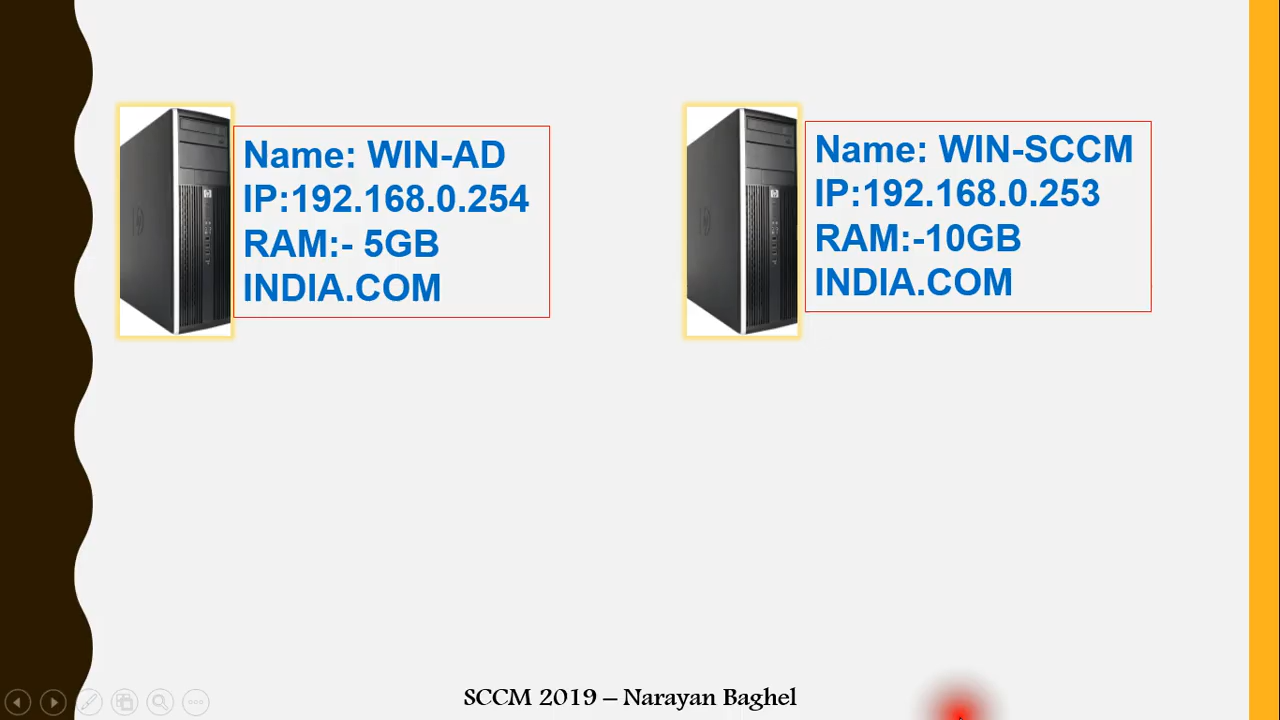 Name: WIN-AD
IP:192.168.0.254
RAM:- 5GB
INDIA.COM
Name: WIN-SCCM
IP:192.168.0.253
RAM:-10GB
INDIA.COM
SCCM 2019 – Narayan Baghel